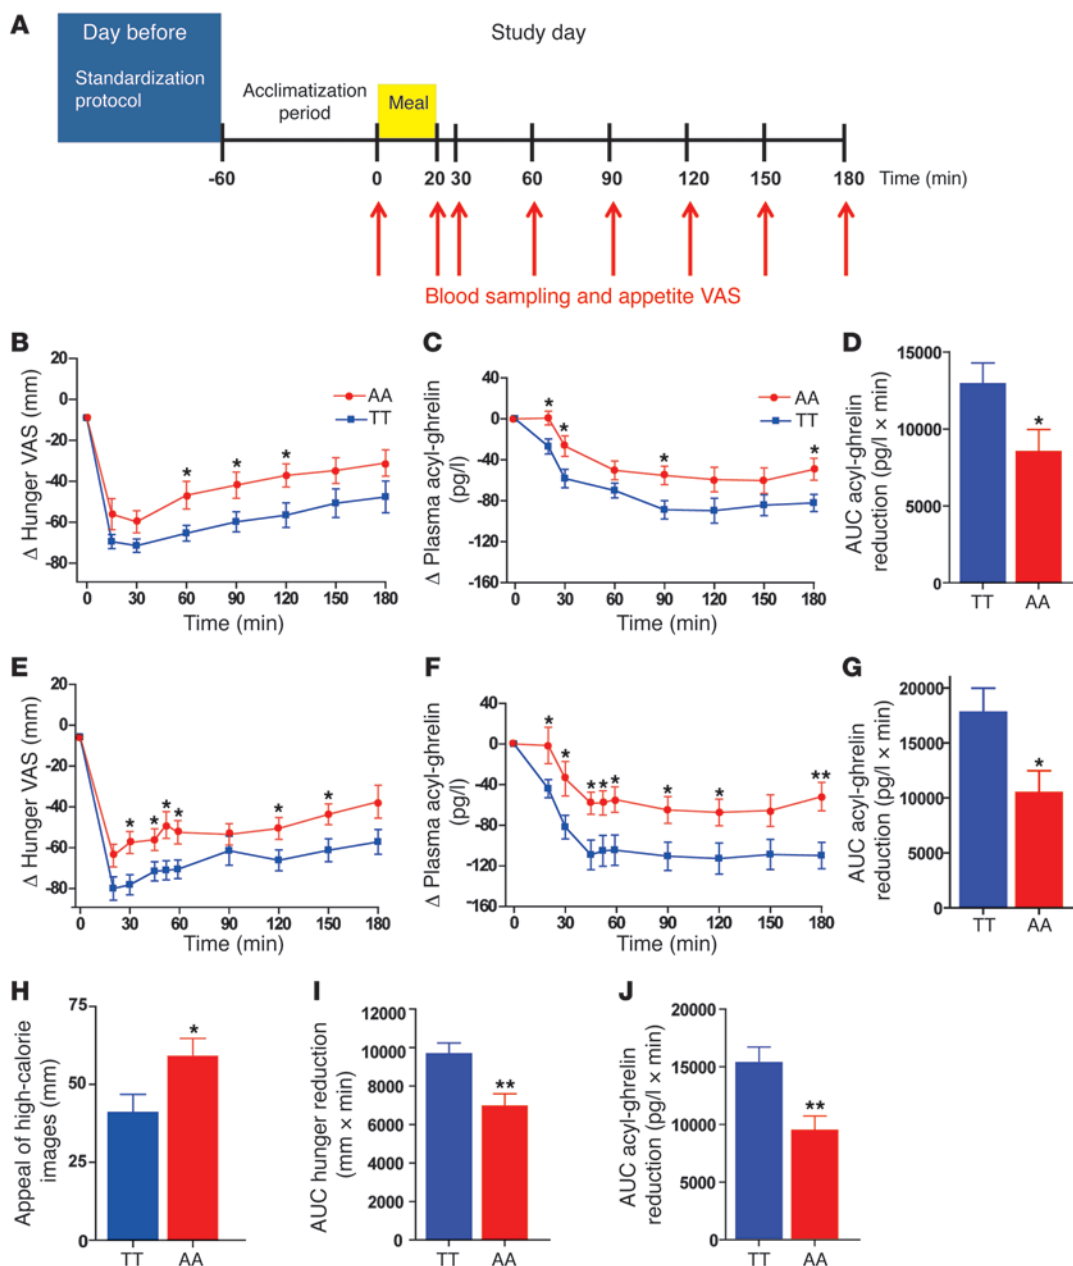 A
Day before
Study day
Standardization
protocol
Acclimatization
period
Meal
-60
0
20
30
60
90
120
150
180
Time (min)
Blood sampling and appetite VAS
B
20
0
-20
-40
-60
-80
Δ Hunger VAS (mm)
AA
TT
*
*
*
0
30
60
90
120
150
180
Time (min)
C
40
0
-40
-80
-120
-160
Δ Plasma acyl-ghrelin
(pg/l)
AA
TT
*
*
*
*
0
30
60
90
120
150
180
Time (min)
D
15000
10000
5000
0
AUC acyl-ghrelin
reduction (pg/l × min)
*
TT
AA
E
20
0
-20
-40
-60
-80
Δ Hunger VAS (mm)
*
*
*
*
*
*
0
30
60
90
120
150
180
Time (min)
F
40
0
-40
-80
-120
-160
Δ Plasma acyl-ghrelin
(pg/l)
*
*
**
*
*
*
**
0
30
60
90
120
150
180
Time (min)
G
20000
15000
10000
5000
0
AUC acyl-ghrelin
reduction (pg/l × min)
*
TT
AA
H
75
50
25
0
Appeal of high-calorie
images (mm)
*
TT
AA
I
12000
10000
8000
6000
4000
2000
0
AUC hunger reduction
(mm × min)
**
TT
AA
J
20000
15000
10000
5000
0
AUC acyl-ghrelin
reduction (pg/l × min)
**
TT
AA